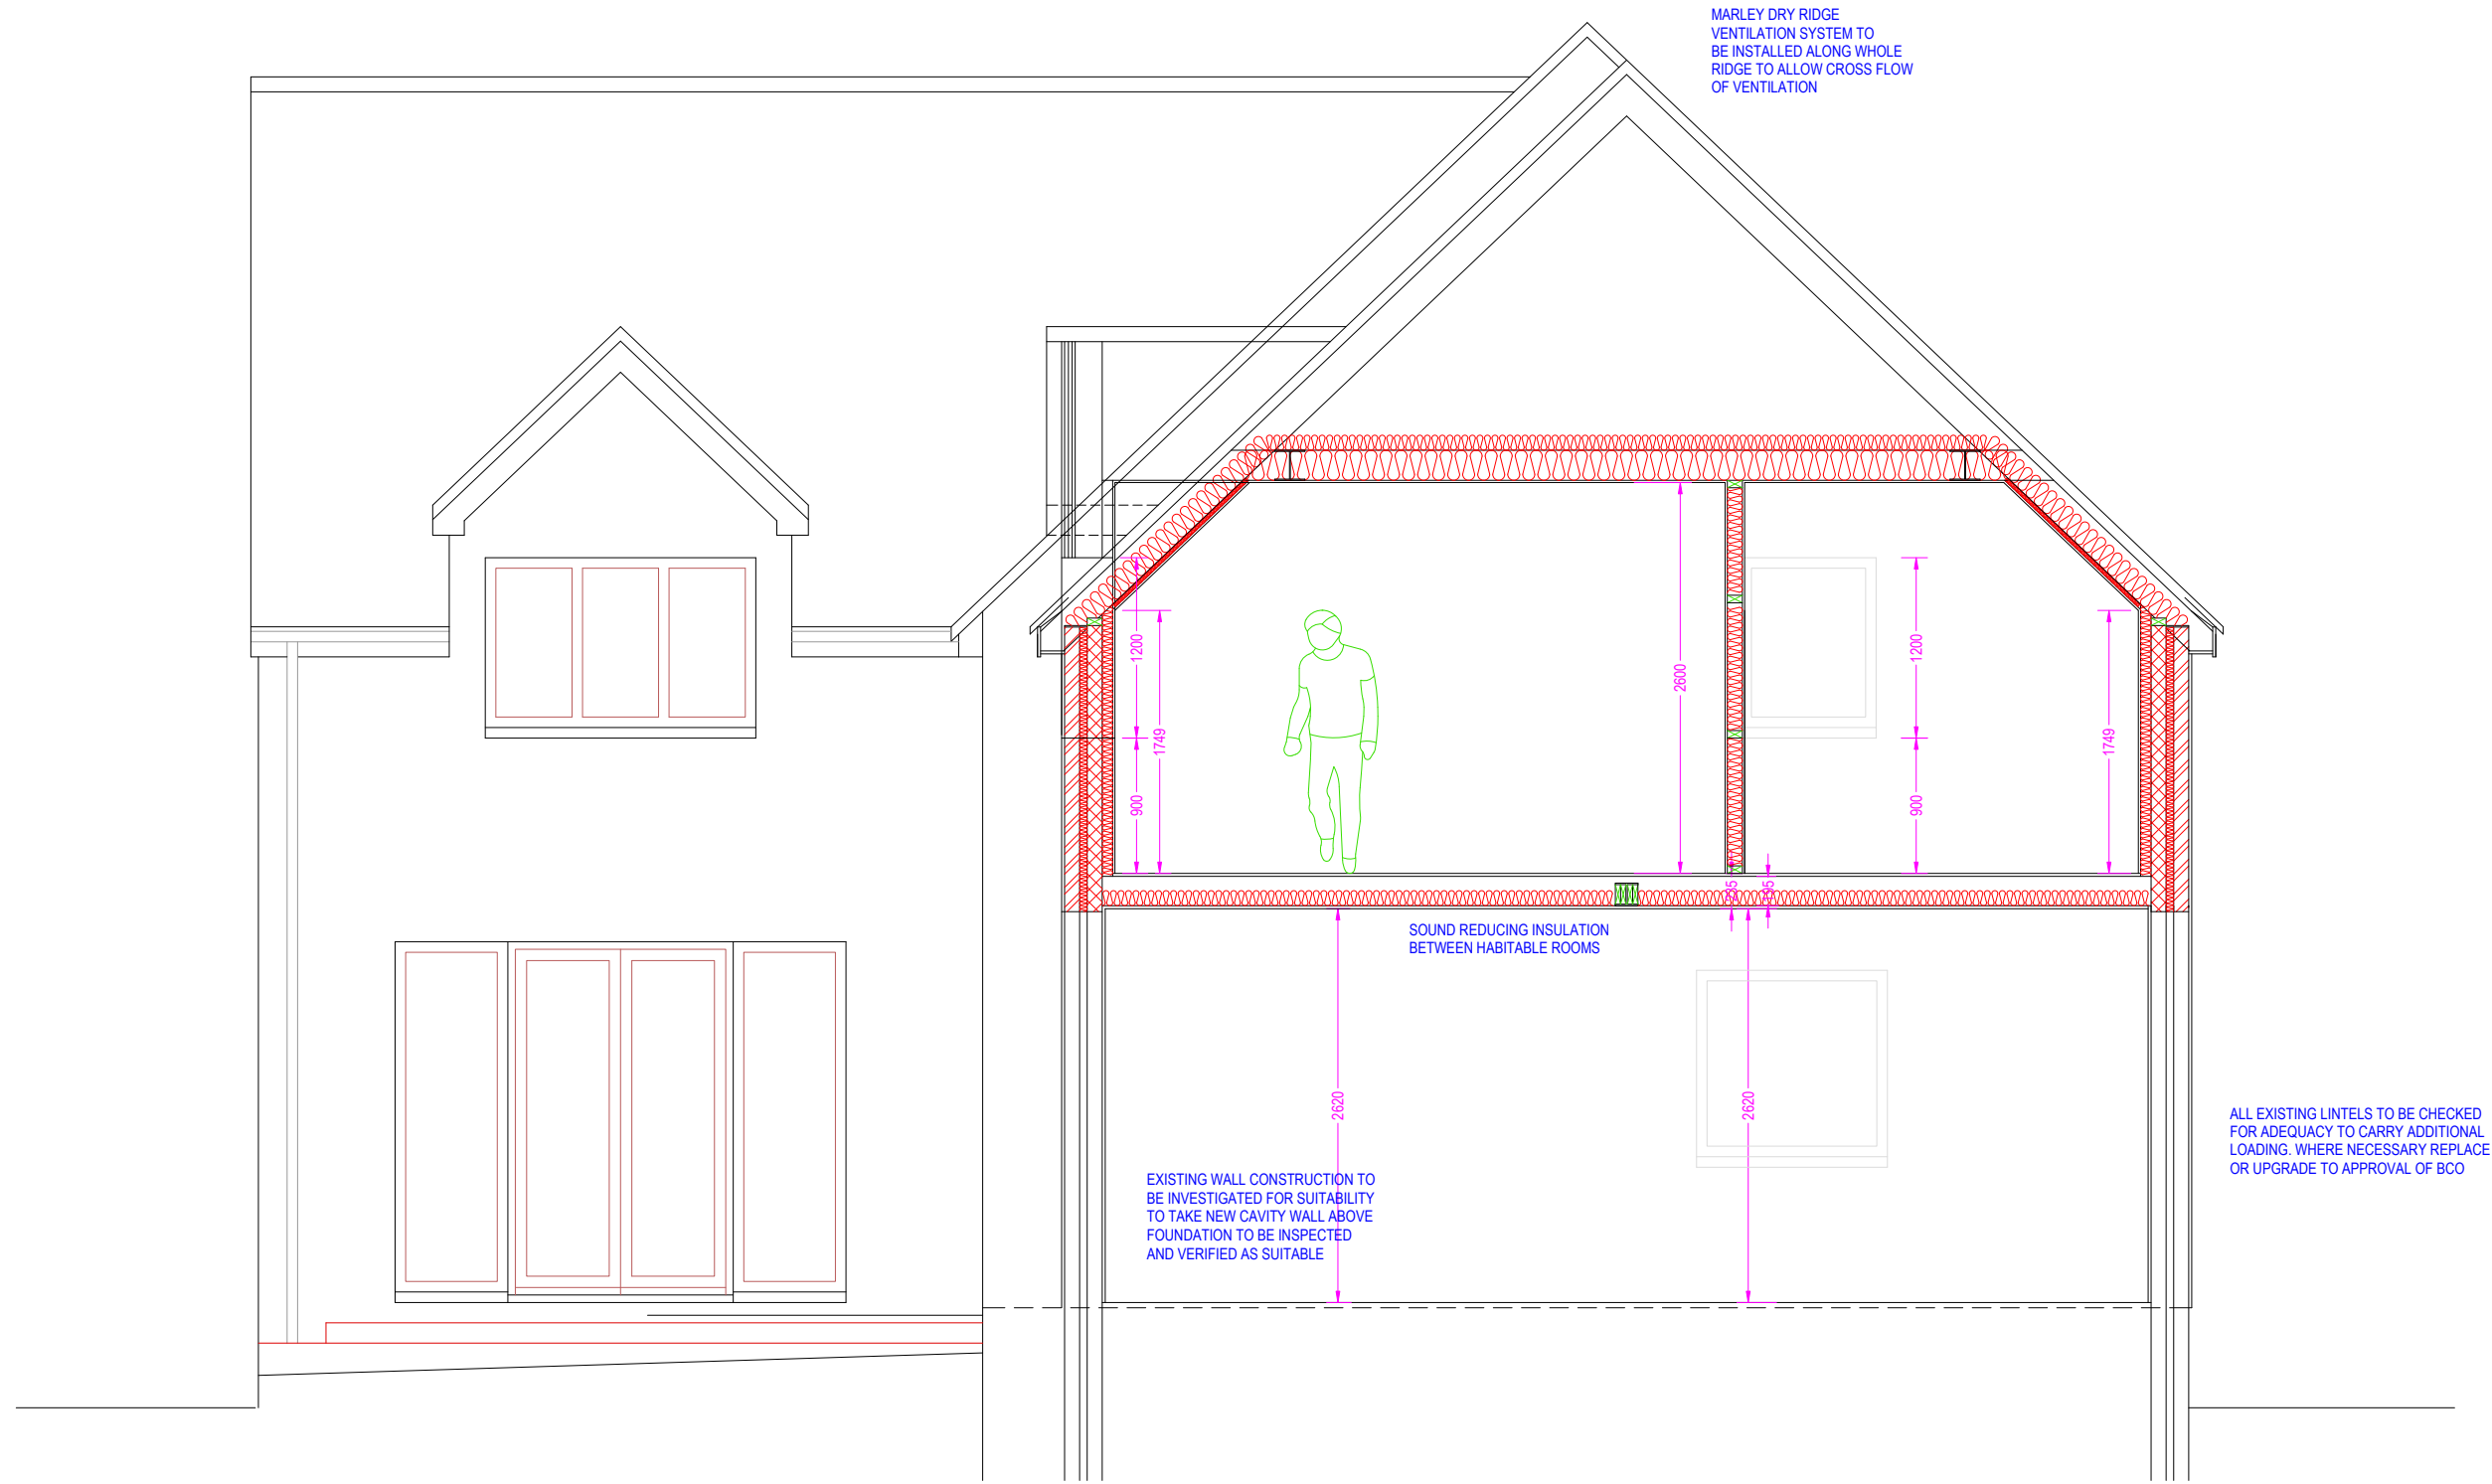 MARLEY DRY RIDGE
VENTILATION SYSTEM TO
BE INSTALLED ALONG WHOLE
RIDGE TO ALLOW CROSS FLOW
OF VENTILATION
1200
1749
900
2600
1200
900
1749
235
195
SOUND REDUCING INSULATION
BETWEEN HABITABLE ROOMS
2620
2620
EXISTING WALL CONSTRUCTION TO
BE INVESTIGATED FOR SUITABILITY
TO TAKE NEW CAVITY WALL ABOVE
FOUNDATION TO BE INSPECTED
AND VERIFIED AS SUITABLE
ALL EXISTING LINTELS TO BE CHECKED
FOR ADEQUACY TO CARRY ADDITIONAL
LOADING. WHERE NECESSARY REPLACE
OR UPGRADE TO APPROVAL OF BCO